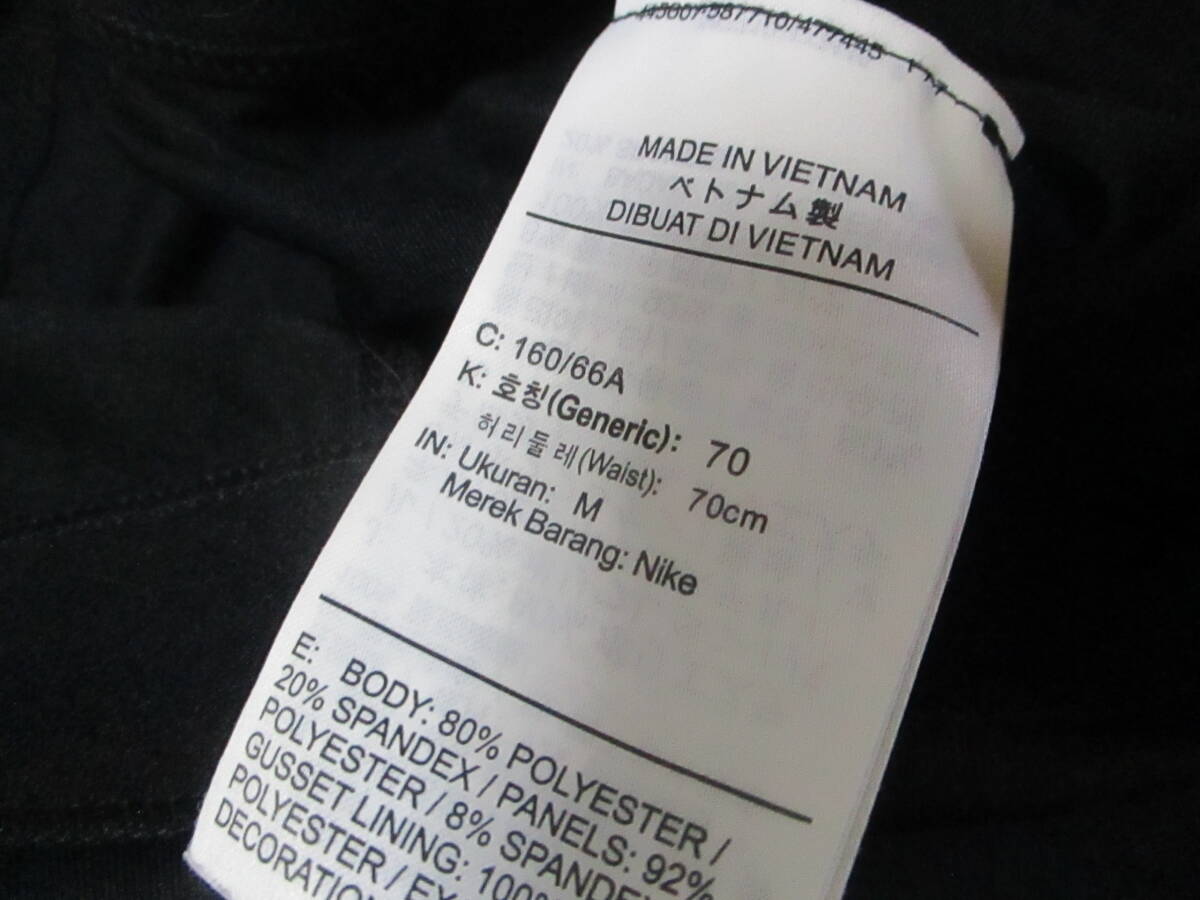 MADE IN VIETNAM
ベトナム製
DIBUAT DI VIETNAM
C: 160/66A
K: 호칭(Generic): 70
허리둘레(Waist): 70cm
IN: Ukuran: M
Merek Barang: Nike
E: BODY: 80% POLYESTER /
20% SPANDEX / PANELS: 92%
POLYESTER / 8% SPANDEX
GUSSET LINING: 100%
POLYESTER /
DECORATION